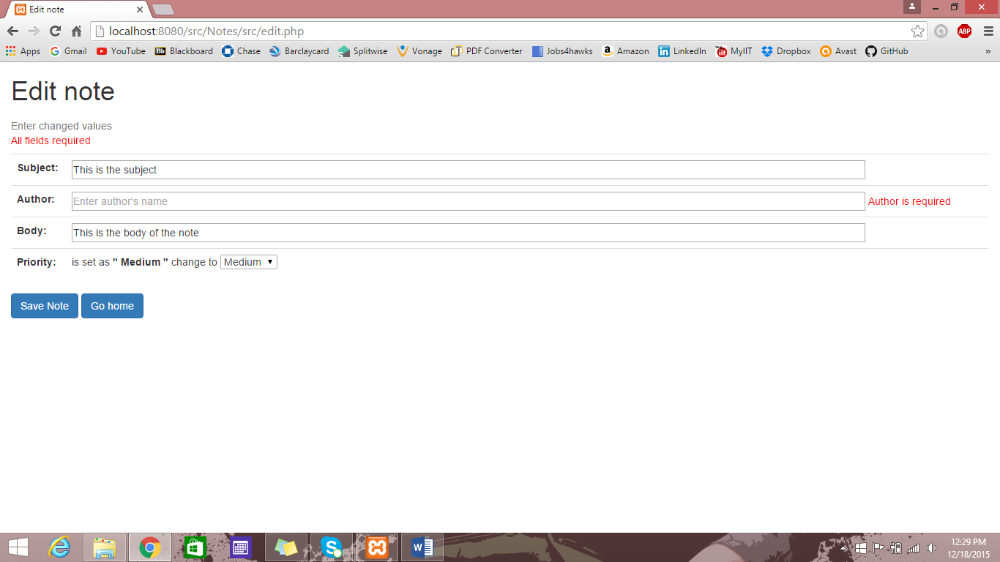 Edit note
localhost:8080/src/Notes/src/edit.php
ABP
Apps G Gmail YouTube Bb Blackboard Chase Barclaycard Splitwise Vonage PDF Converter Jobs4hawks a Amazon in LinkedIn MyIIT Dropbox Avast GitHub »
Edit note
Enter changed values
All fields required
Subject: This is the subject
Author: Enter author's name Author is required
Body: This is the body of the note
Priority: is set as " Medium " change to Medium
Save Note Go home
12:29 PM
12/18/2015